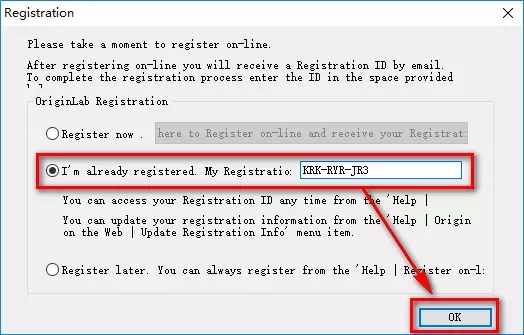 Registration
Please take a moment to register on-line.
After registering on-line you will receive a Registration ID by email.
To complete the registration process enter the ID in the space provided
OriginLab Registration
Register now .
here to Register on-line and receive your Registrat:
I'm already registered. My Registratio:
KRK-RYR-JR3
You can access your Registration ID any time from the 'Help |
You can update your registration information from the 'Help | Origin
on the Web | Update Registration Info' menu item.
Register later. You can always register from the 'Help | Register on-l:
OK